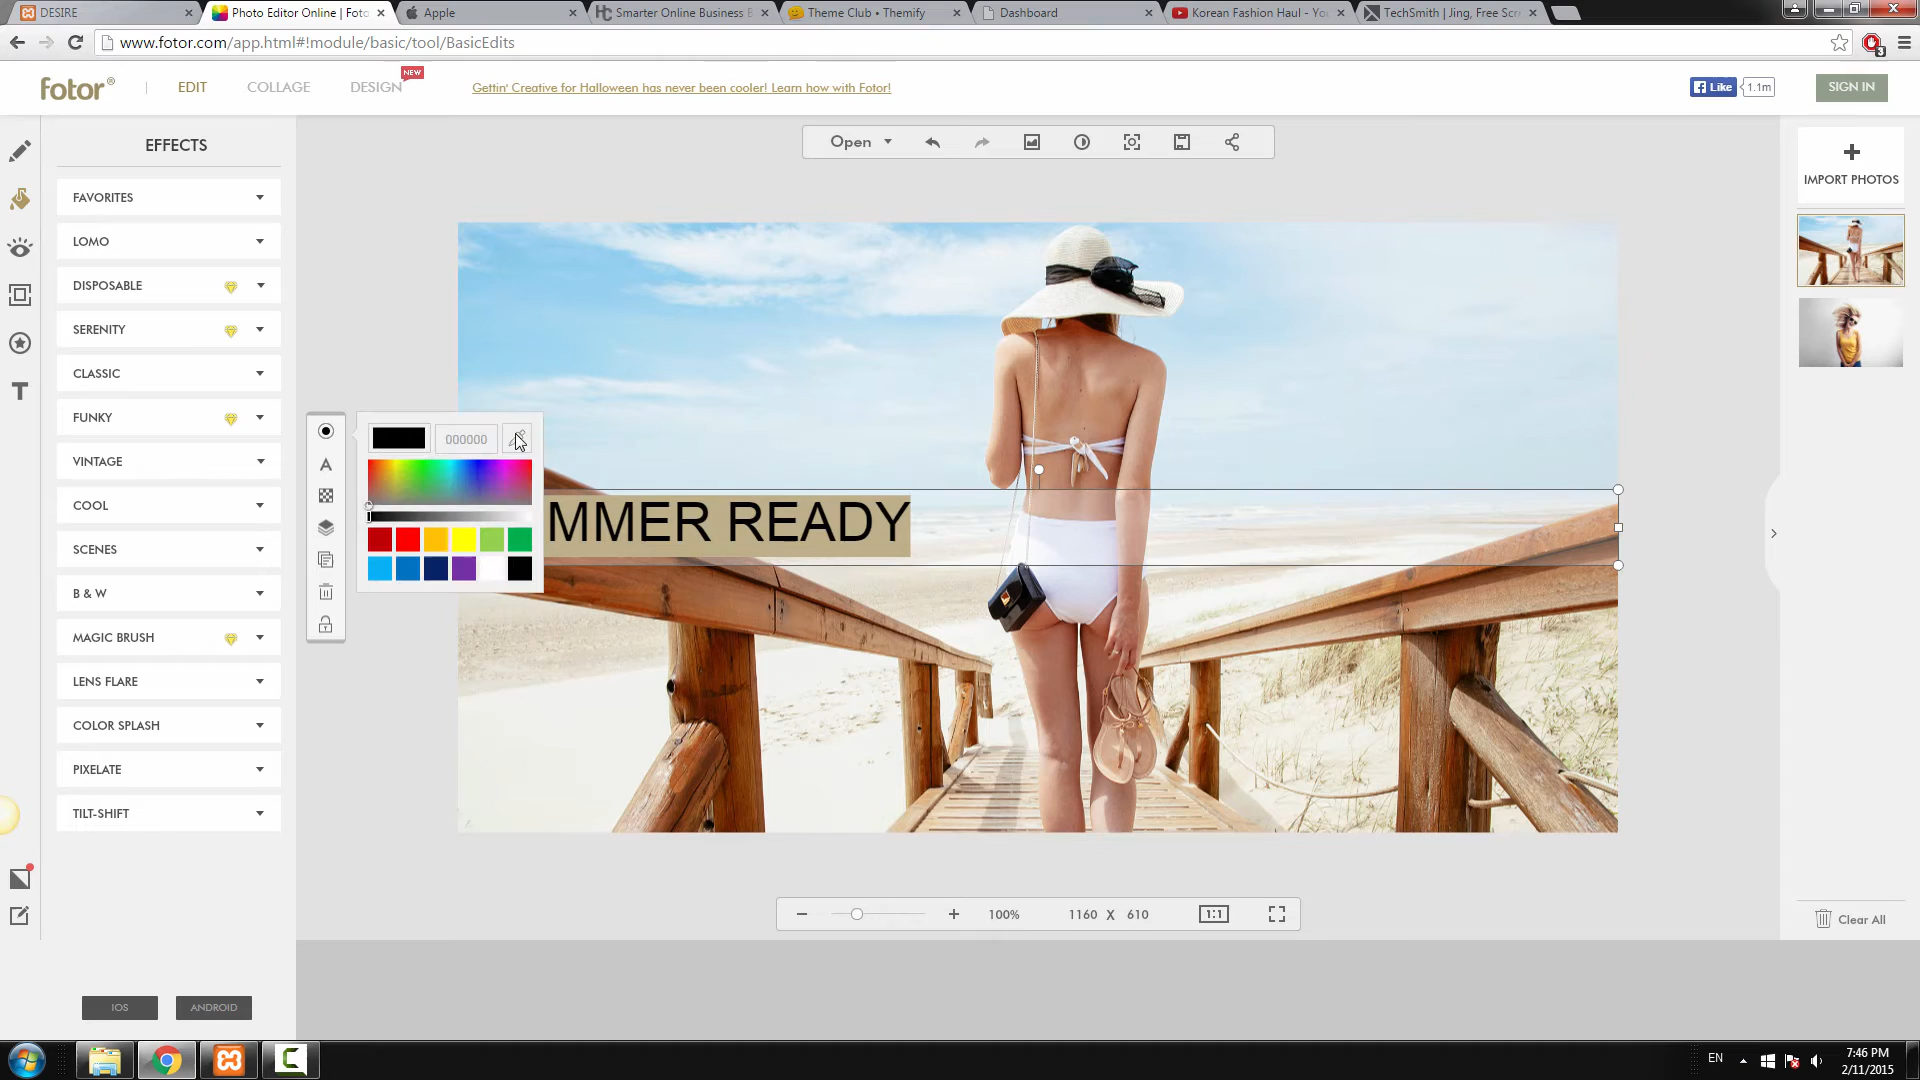 DESIRE
Photo Editor Online | Foto
Apple
Smarter Online Business B
Theme Club • Themify
Dashboard
Korean Fashion Haul - You
TechSmith | Jing, Free Scre
www.fotor.com/app.html#!module/basic/tool/BasicEdits
3
fotor®
EDIT
COLLAGE
DESIGN
NEW
Gettin' Creative for Halloween has never been cooler! Learn how with Fotor!
Like
1.1m
SIGN IN
EFFECTS
Open
IMPORT PHOTOS
FAVORITES
LOMO
DISPOSABLE
SERENITY
CLASSIC
FUNKY
VINTAGE
COOL
SCENES
B & W
MAGIC BRUSH
LENS FLARE
COLOR SPLASH
PIXELATE
TILT-SHIFT
000000
MMER READY
100%
1160 X 610
1:1
Clear All
IOS
ANDROID
EN
7:46 PM
2/11/2015